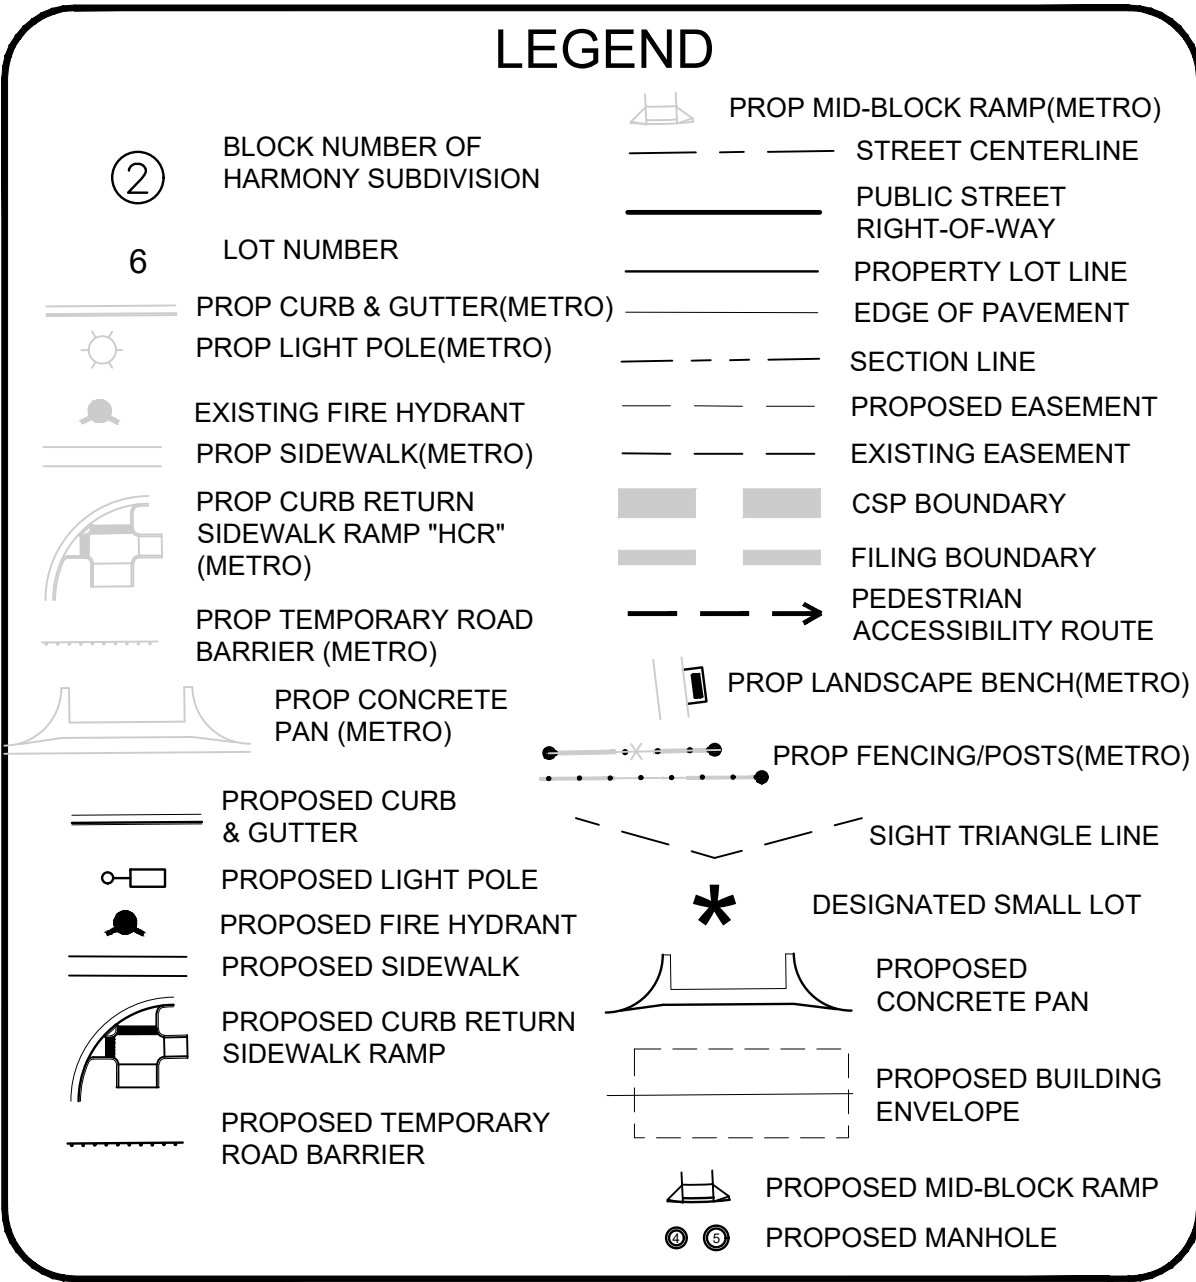 LEGEND
2
BLOCK NUMBER OF
HARMONY SUBDIVISION
6
LOT NUMBER
PROP CURB & GUTTER(METRO)
PROP LIGHT POLE(METRO)
EXISTING FIRE HYDRANT
PROP SIDEWALK(METRO)
PROP CURB RETURN
SIDEWALK RAMP "HCR"
(METRO)
PROP TEMPORARY ROAD
BARRIER (METRO)
PROP CONCRETE
PAN (METRO)
PROPOSED CURB
& GUTTER
PROPOSED LIGHT POLE
PROPOSED FIRE HYDRANT
PROPOSED SIDEWALK
PROPOSED CURB RETURN
SIDEWALK RAMP
PROPOSED TEMPORARY
ROAD BARRIER
PROP MID-BLOCK RAMP(METRO)
STREET CENTERLINE
PUBLIC STREET
RIGHT-OF-WAY
PROPERTY LOT LINE
EDGE OF PAVEMENT
SECTION LINE
PROPOSED EASEMENT
EXISTING EASEMENT
CSP BOUNDARY
FILING BOUNDARY
PEDESTRIAN
ACCESSIBILITY ROUTE
PROP LANDSCAPE BENCH(METRO)
PROP FENCING/POSTS(METRO)
SIGHT TRIANGLE LINE
* DESIGNATED SMALL LOT
PROPOSED
CONCRETE PAN
PROPOSED BUILDING
ENVELOPE
PROPOSED MID-BLOCK RAMP
4 5 PROPOSED MANHOLE